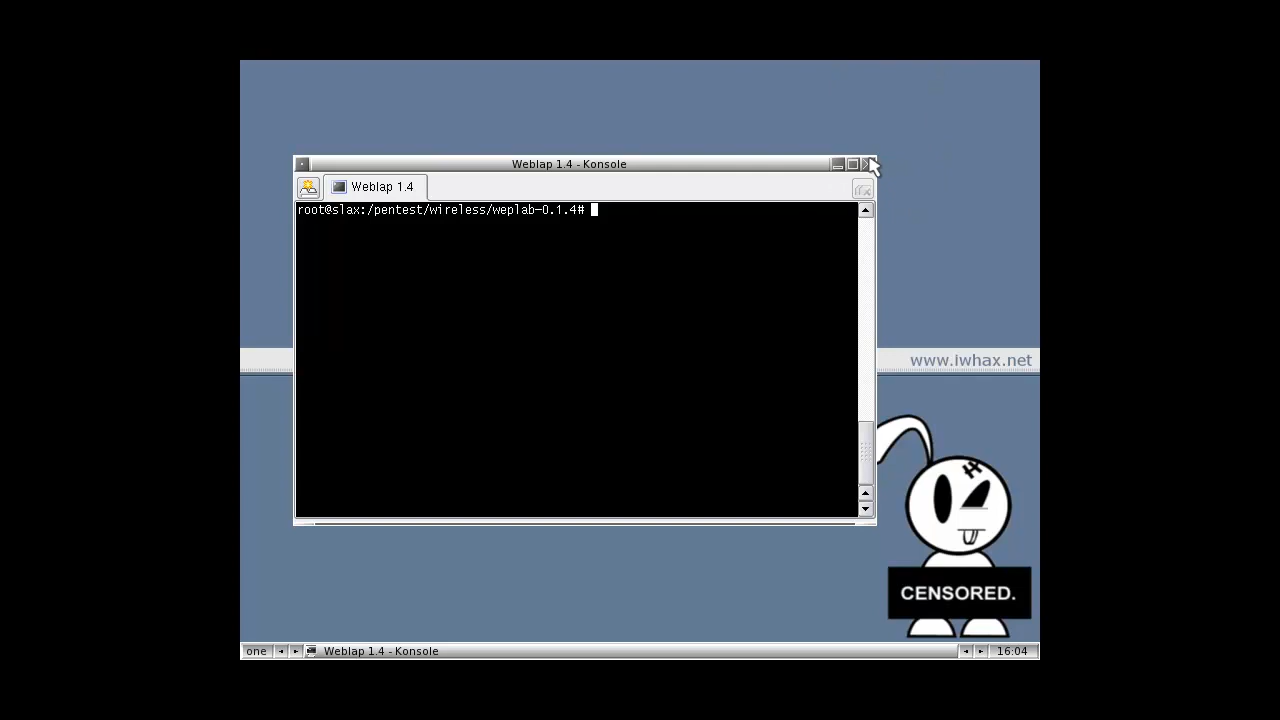 Weblap 1.4 - Konsole
Weblap 1.4
root@slax:/pentest/wireless/weplab-0.1.4#
www.iwhax.net
CENSORED.
one
Weblap 1.4 - Konsole
16:04